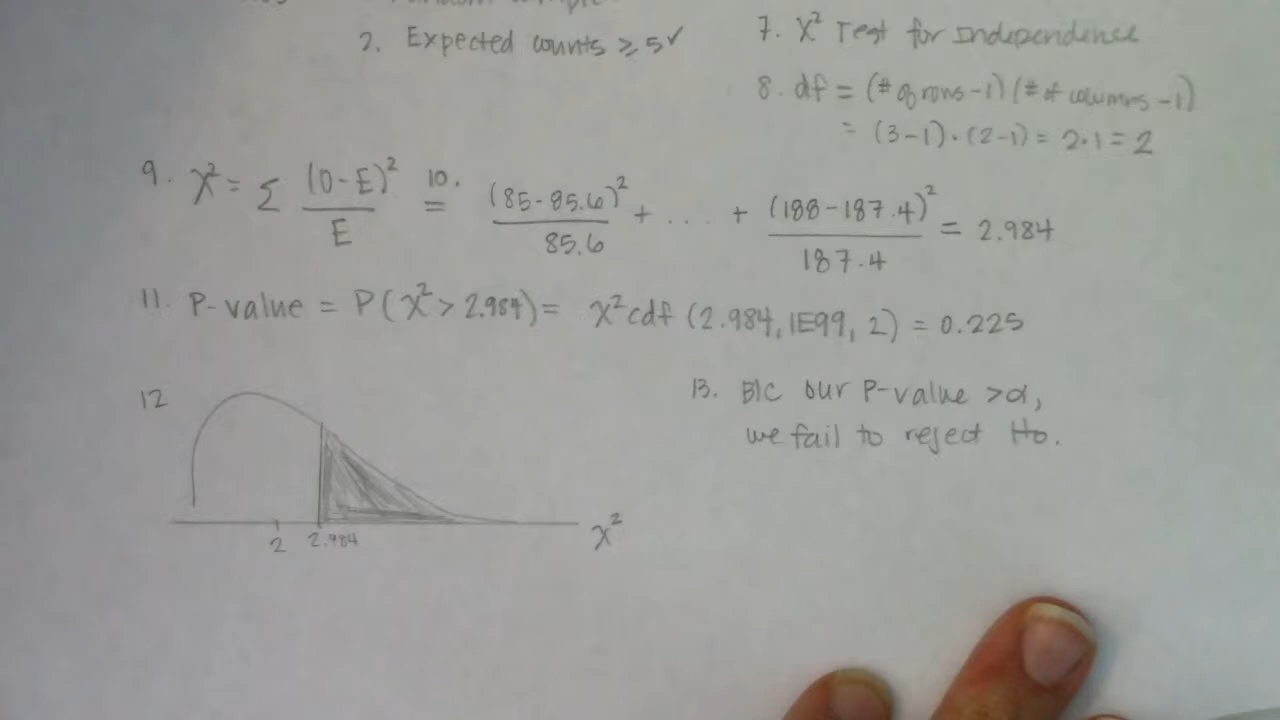 2. Expected counts ≥ 5 ✓
7. χ² Test for Independence
8. df = (# of rows - 1)(# of columns - 1)
= (3-1)·(2-1) = 2·1 = 2
9. χ² = Σ (O-E)²/E 10. = (85-85.6)²/85.6 + .... + (188-187.4)²/187.4 = 2.984
11. P-value = P(χ² > 2.984) = χ²cdf (2.984, 1E99, 2) = 0.225
12
2 2.984 χ²
13. B/C our P-value > α,
we fail to reject Ho.